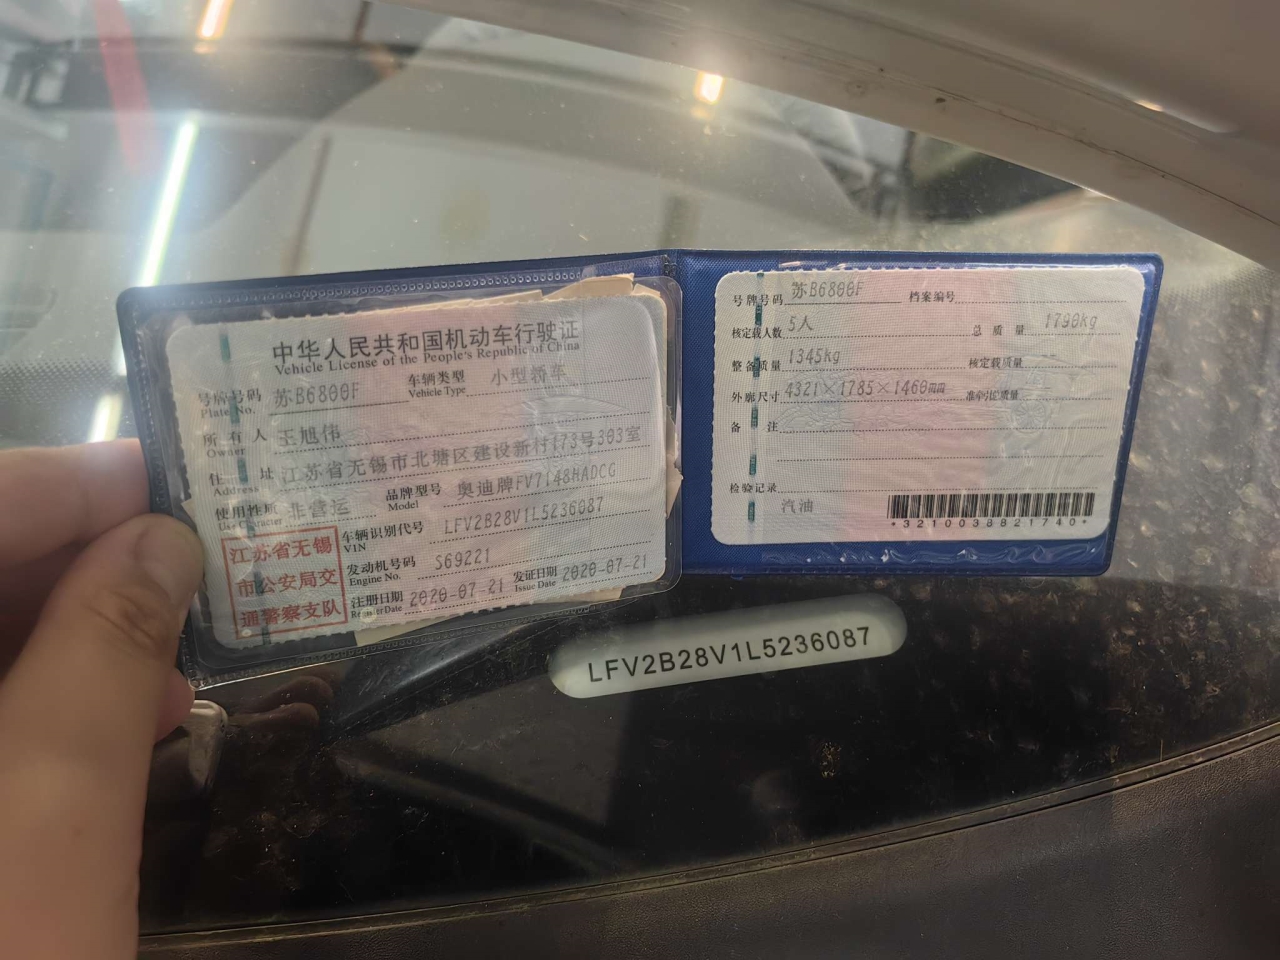 中华人民共和国机动车行驶证
Vehicle License of the People's Republic of China
号牌号码 苏B6800F 车辆类型 小型轿车
Plate No. Vehicle Type
所有人 王旭伟
Owner
住址 江苏省无锡市北塘区建设新村173号303室
Address
使用性质 非营运 品牌型号 奥迪牌FV7148HADCG
Use Character Model
车辆识别代号 LFV2B28V1L5236087
VIN
发动机号码 S69221
Engine No.
注册日期 2020-07-21 发证日期 2020-07-21
Register Date Issue Date
江苏省无锡
市公安局交
通警察支队
号牌号码 苏B6800F 档案编号
核定载人数 5人 总质量 1790kg
整备质量 1345kg 核定载质量
外廓尺寸 4321×1785×1460mm 准牵引总质量
备注
检验记录
汽油
*3210038821740*
LFV2B28V1L5236087